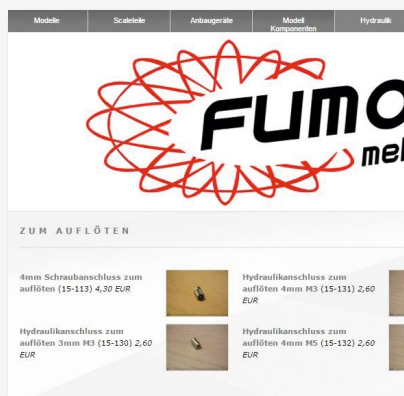 Modelle Scaleteile Anbaugeräte Modell Komponenten Hydraulik
FUMO
me
ZUM AUFLÖTEN
4mm Schraubanschluss zum
auflöten (15-113) 4,30 EUR
Hydraulikanschluss zum
auflöten 4mm M3 (15-131) 2,60
EUR
Hydraulikanschluss zum
auflöten 3mm M3 (15-130) 2,60
EUR
Hydraulikanschluss zum
auflöten 4mm M5 (15-132) 2,60
EUR